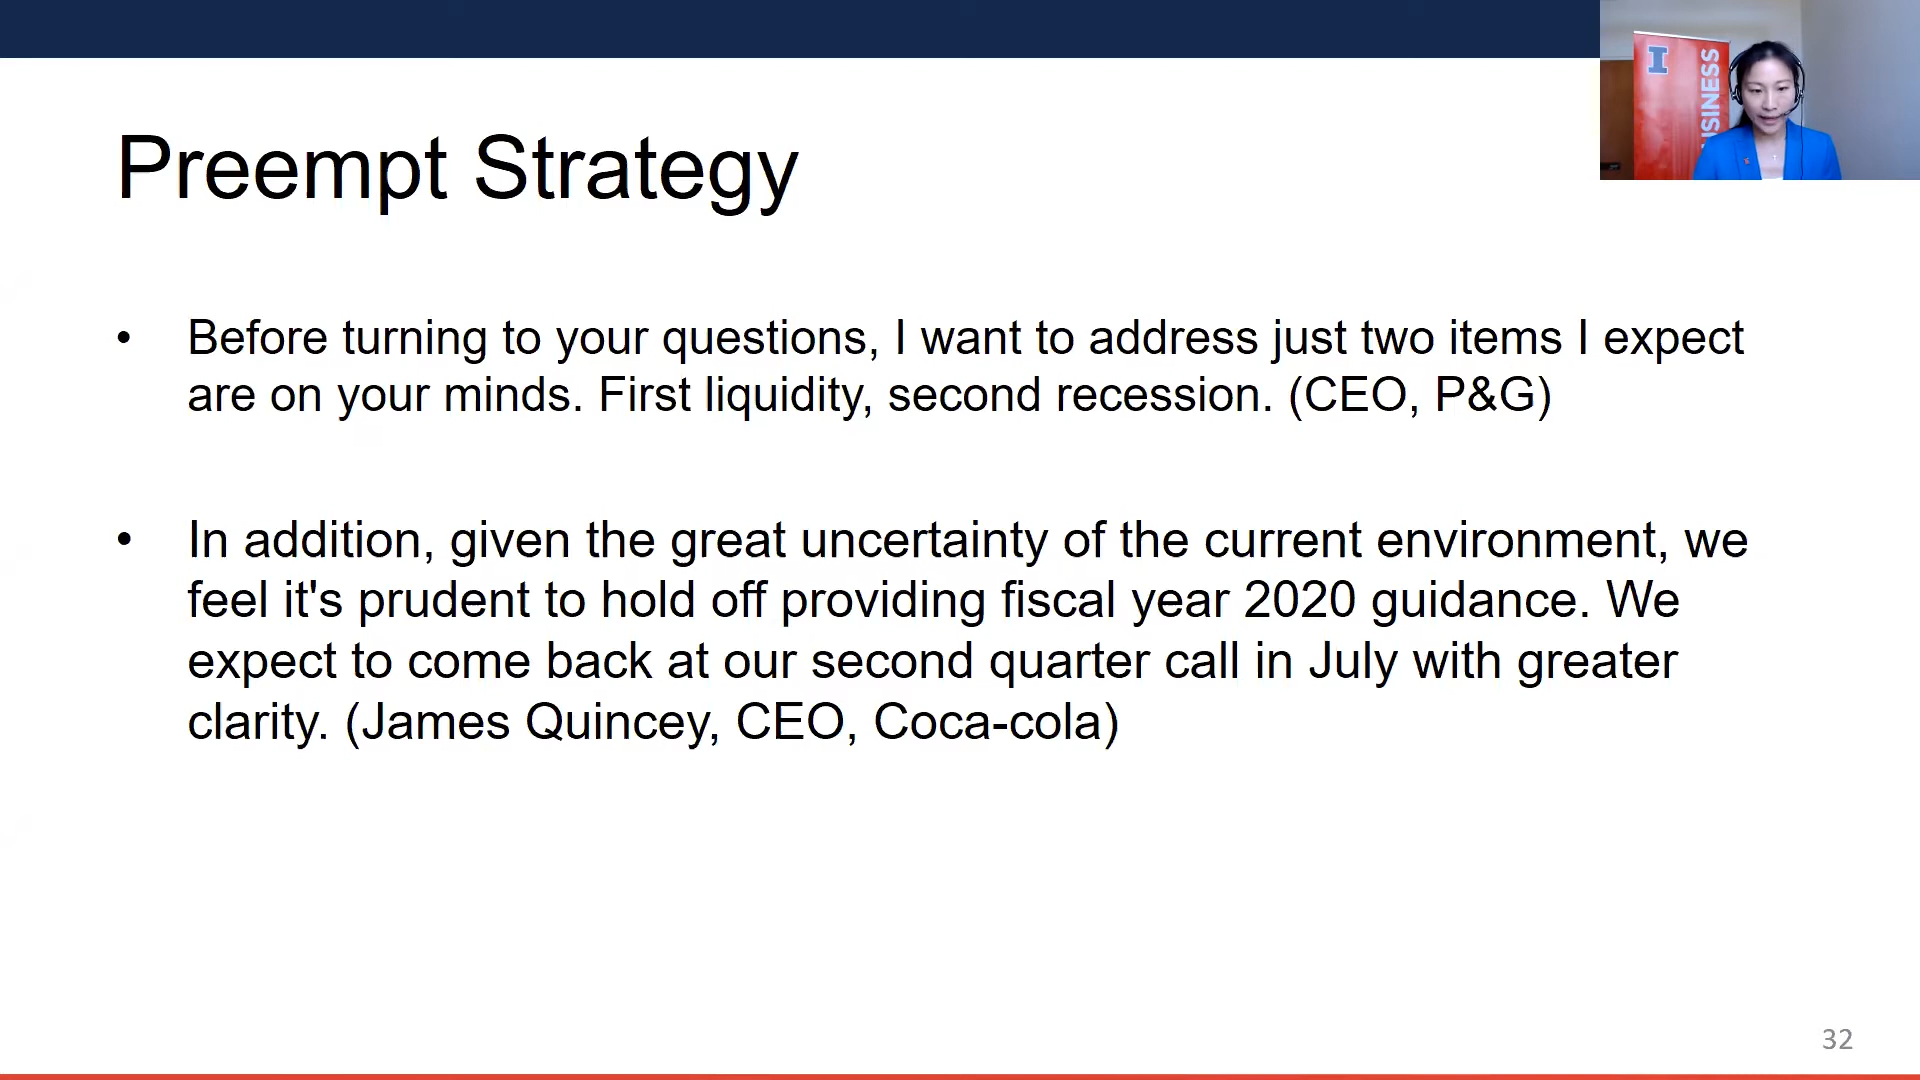 I
USINESS
Preempt Strategy
• Before turning to your questions, I want to address just two items I expect
are on your minds. First liquidity, second recession. (CEO, P&G)
• In addition, given the great uncertainty of the current environment, we
feel it's prudent to hold off providing fiscal year 2020 guidance. We
expect to come back at our second quarter call in July with greater
clarity. (James Quincey, CEO, Coca-cola)
32